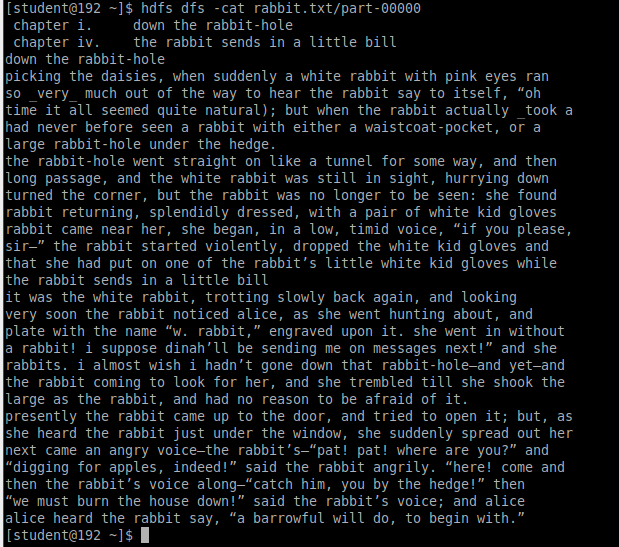 [student@192 ~]$ hdfs dfs -cat rabbit.txt/part-00000
 chapter i.     down the rabbit-hole
 chapter iv.    the rabbit sends in a little bill
down the rabbit-hole
picking the daisies, when suddenly a white rabbit with pink eyes ran
so _very_ much out of the way to hear the rabbit say to itself, “oh
time it all seemed quite natural); but when the rabbit actually _took a
had never before seen a rabbit with either a waistcoat-pocket, or a
large rabbit-hole under the hedge.
the rabbit-hole went straight on like a tunnel for some way, and then
long passage, and the white rabbit was still in sight, hurrying down
turned the corner, but the rabbit was no longer to be seen: she found
rabbit returning, splendidly dressed, with a pair of white kid gloves
rabbit came near her, she began, in a low, timid voice, “if you please,
sir—” the rabbit started violently, dropped the white kid gloves and
that she had put on one of the rabbit’s little white kid gloves while
the rabbit sends in a little bill
it was the white rabbit, trotting slowly back again, and looking
very soon the rabbit noticed alice, as she went hunting about, and
plate with the name “w. rabbit,” engraved upon it. she went in without
a rabbit! i suppose dinah’ll be sending me on messages next!” and she
rabbits. i almost wish i hadn’t gone down that rabbit-hole—and yet—and
the rabbit coming to look for her, and she trembled till she shook the
large as the rabbit, and had no reason to be afraid of it.
presently the rabbit came up to the door, and tried to open it; but, as
she heard the rabbit just under the window, she suddenly spread out her
next came an angry voice—the rabbit’s—“pat! pat! where are you?” and
“digging for apples, indeed!” said the rabbit angrily. “here! come and
then the rabbit’s voice along—“catch him, you by the hedge!” then
“we must burn the house down!” said the rabbit’s voice; and alice
alice heard the rabbit say, “a barrowful will do, to begin with.”
[student@192 ~]$